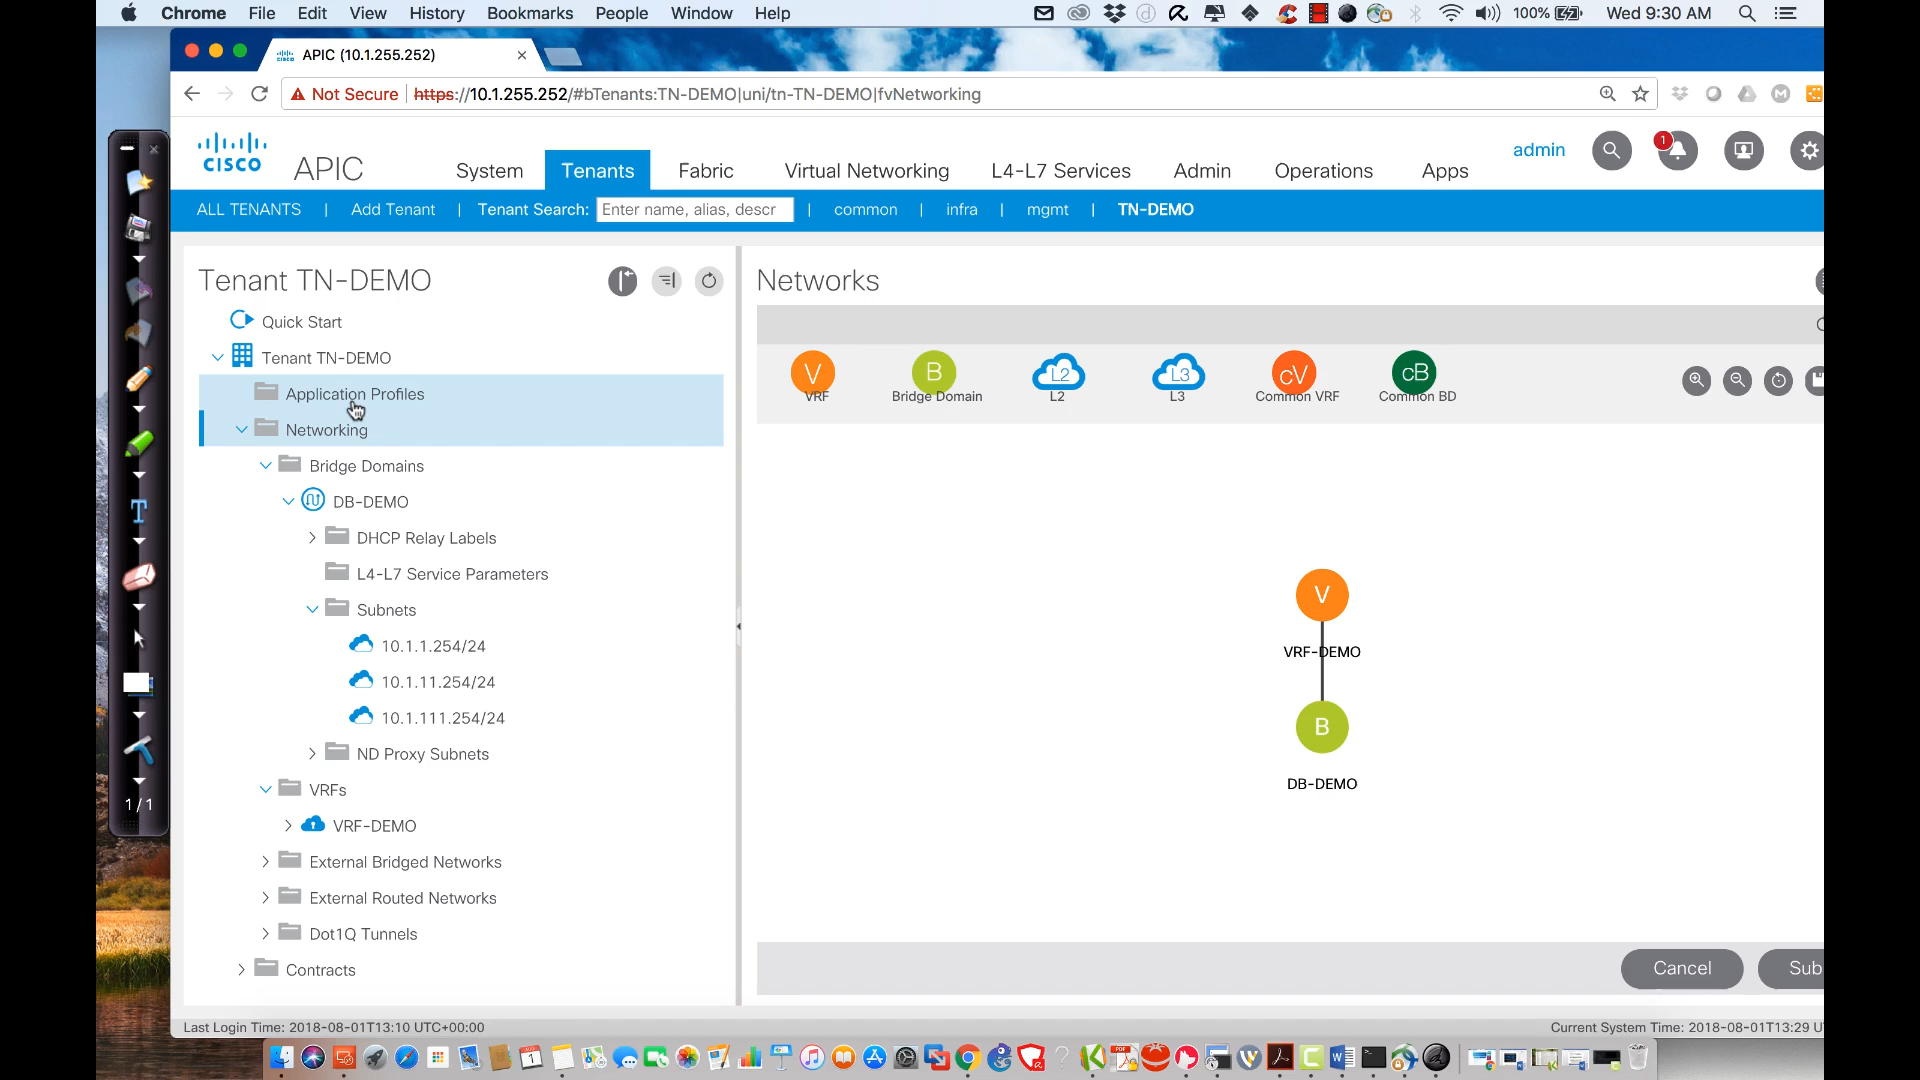 Chrome File Edit View History Bookmarks People Window Help 100% Wed 9:30 AM
APIC (10.1.255.252)
Not Secure https://10.1.255.252/#bTenants:TN-DEMO|uni/tn-TN-DEMO|fvNetworking
CISCO APIC System Tenants Fabric Virtual Networking L4-L7 Services Admin Operations Apps admin 1
ALL TENANTS | Add Tenant | Tenant Search: Enter name, alias, descr | common | infra | mgmt | TN-DEMO
Tenant TN-DEMO
Quick Start
Tenant TN-DEMO
Application Profiles
Networking
Bridge Domains
DB-DEMO
DHCP Relay Labels
L4-L7 Service Parameters
Subnets
10.1.1.254/24
10.1.11.254/24
10.1.111.254/24
ND Proxy Subnets
VRFs
VRF-DEMO
External Bridged Networks
External Routed Networks
Dot1Q Tunnels
Contracts
Networks
V B L2 L3 cV cB
VRF Bridge Domain L2 L3 Common VRF Common BD
V
VRF-DEMO
B
DB-DEMO
Cancel Sub
1/1
Last Login Time: 2018-08-01T13:10 UTC+00:00 Current System Time: 2018-08-01T13:29 U